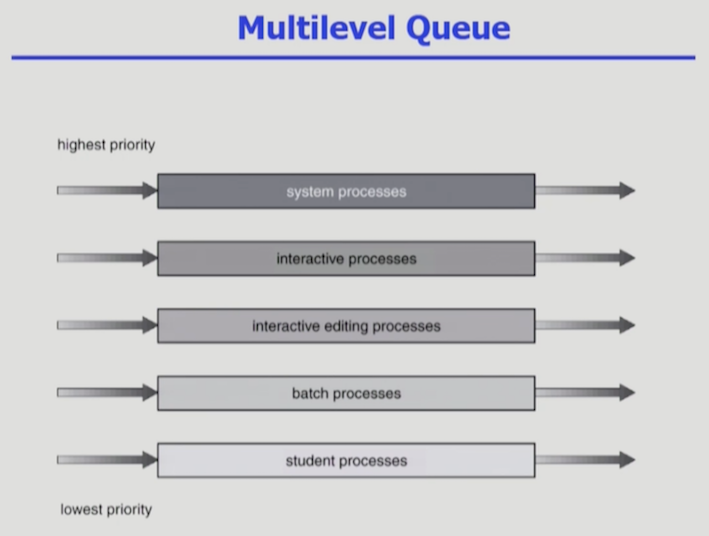 Multilevel Queue
highest priority
system processes
interactive processes
interactive editing processes
batch processes
student processes
lowest priority